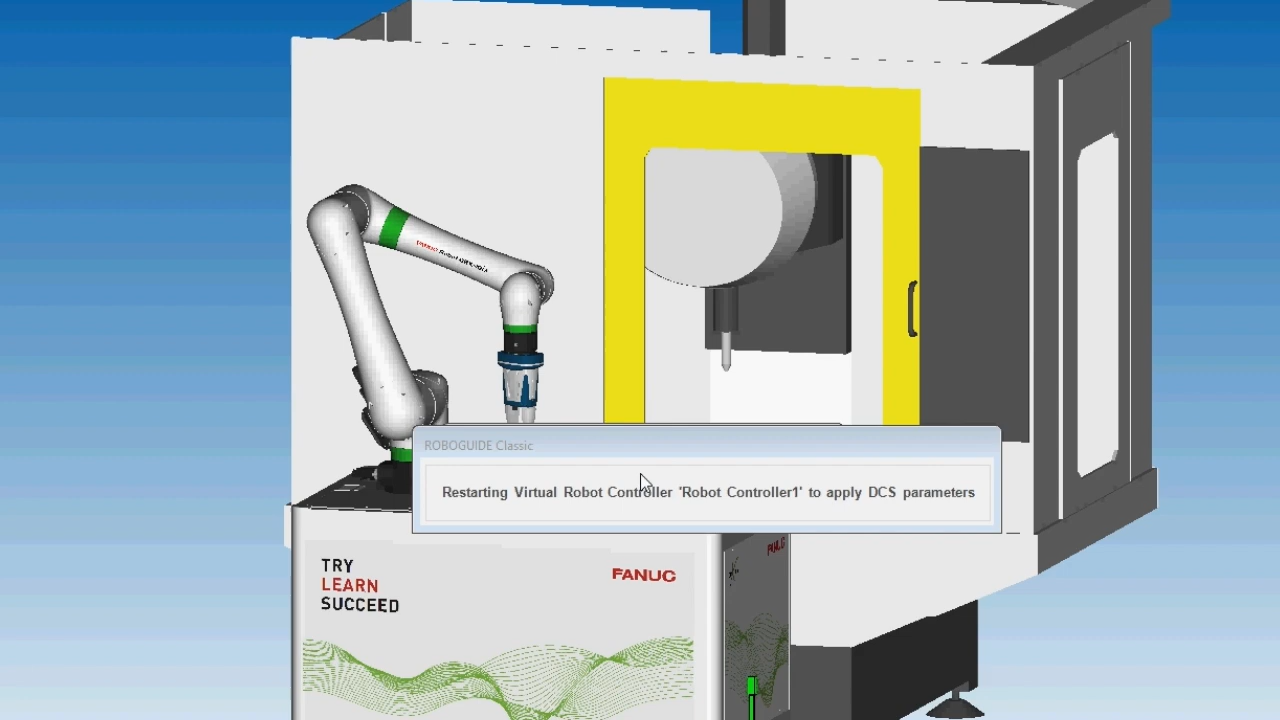 ROBOGUIDE Classic
Restarting Virtual Robot Controller 'Robot Controller1' to apply DCS parameters
TRY
LEARN
SUCCEED
FANUC